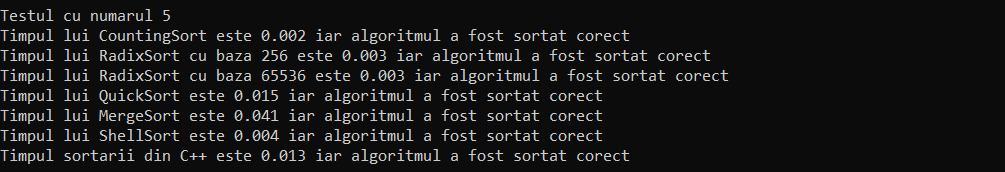 Testul cu numarul 5
Timpul lui CountingSort este 0.002 iar algoritmul a fost sortat corect
Timpul lui RadixSort cu baza 256 este 0.003 iar algoritmul a fost sortat corect
Timpul lui RadixSort cu baza 65536 este 0.003 iar algoritmul a fost sortat corect
Timpul lui QuickSort este 0.015 iar algoritmul a fost sortat corect
Timpul lui MergeSort este 0.041 iar algoritmul a fost sortat corect
Timpul lui ShellSort este 0.004 iar algoritmul a fost sortat corect
Timpul sortarii din C++ este 0.013 iar algoritmul a fost sortat corect